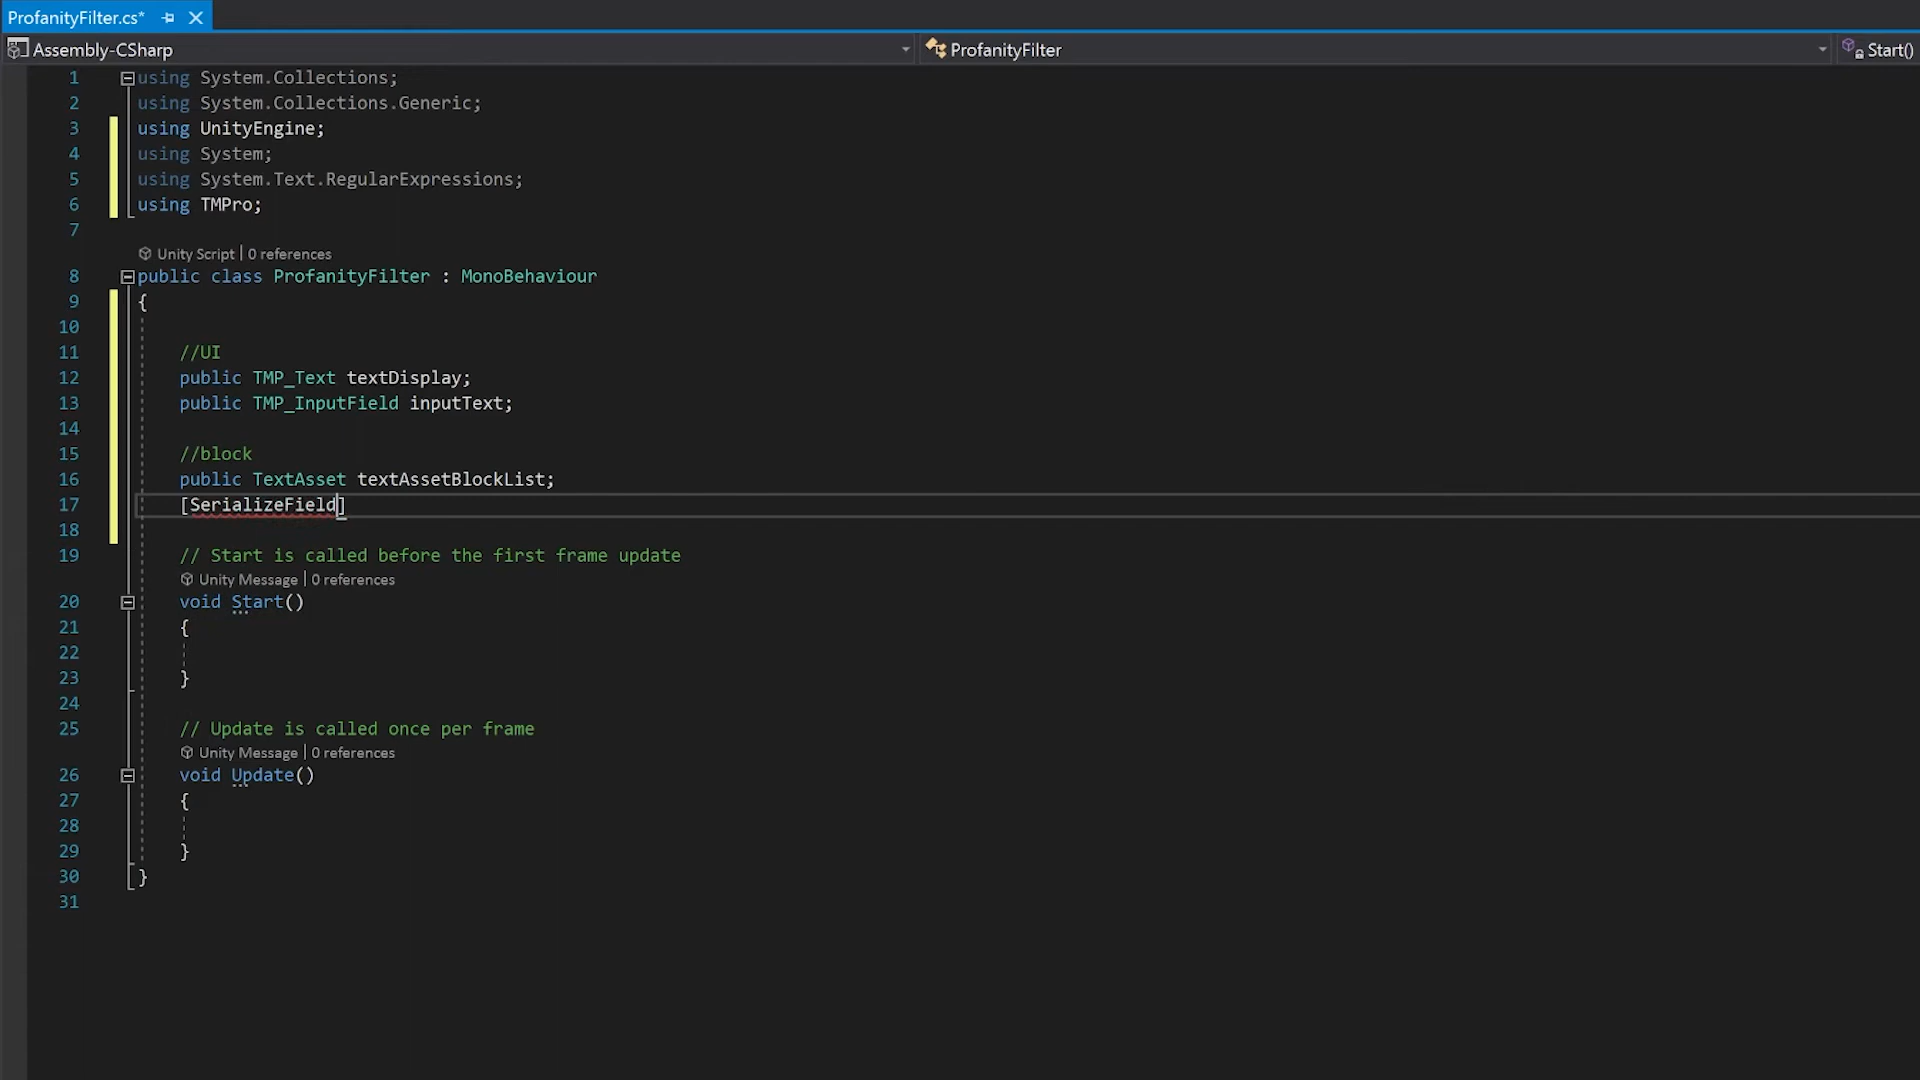 ProfanityFilter.cs*
Assembly-CSharp
ProfanityFilter
Start()
1 using System.Collections;
2 using System.Collections.Generic;
3 using UnityEngine;
4 using System;
5 using System.Text.RegularExpressions;
6 using TMPro;
7
Unity Script | 0 references
8 public class ProfanityFilter : MonoBehaviour
9 {
10
11 //UI
12 public TMP_Text textDisplay;
13 public TMP_InputField inputText;
14
15 //block
16 public TextAsset textAssetBlockList;
17 [SerializeField]
18
19 // Start is called before the first frame update
Unity Message | 0 references
20 void Start()
21 {
22
23 }
24
25 // Update is called once per frame
Unity Message | 0 references
26 void Update()
27 {
28
29 }
30 }
31